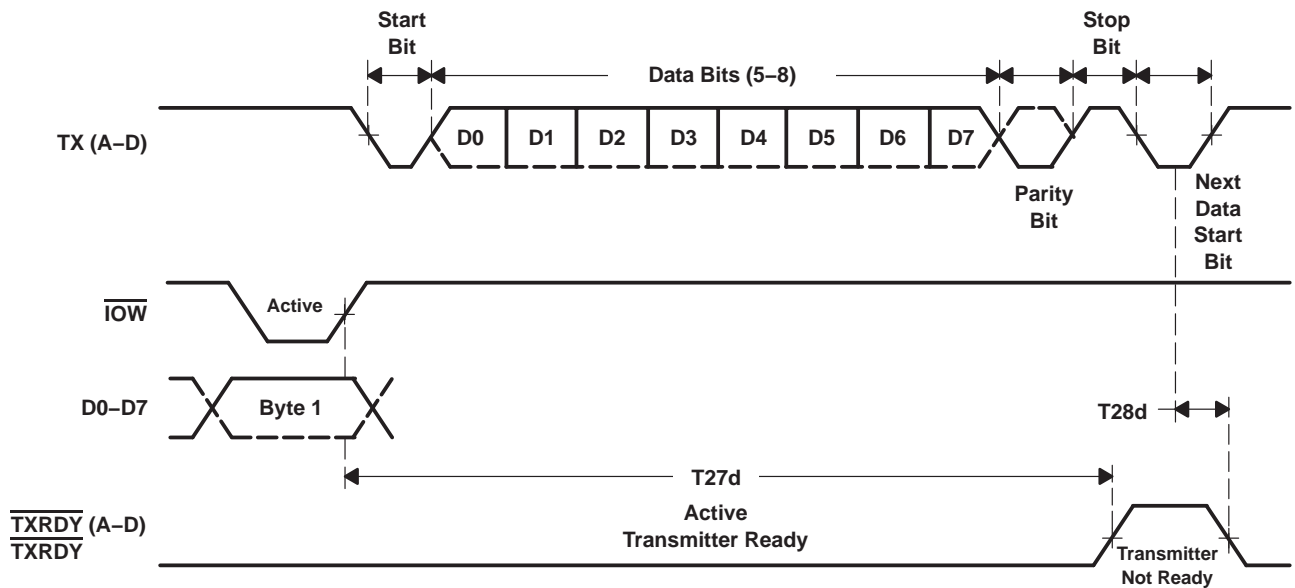 Start
Bit
Stop
Bit
Data Bits (5–8)
TX (A–D)
D0
D1
D2
D3
D4
D5
D6
D7
Parity
Bit
Next
Data
Start
Bit
IOW
Active
D0–D7
Byte 1
T28d
T27d
TXRDY (A–D)
TXRDY
Active
Transmitter Ready
Transmitter
Not Ready